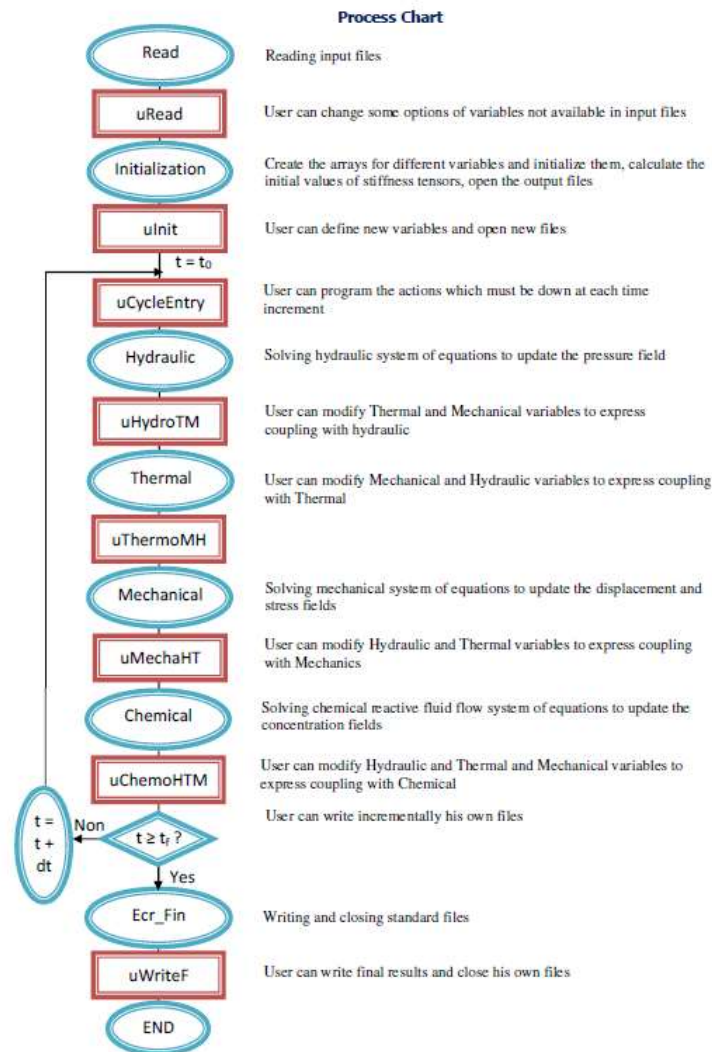 Process Chart
Read
Reading input files
uRead
User can change some options of variables not available in input files
Initialization
Create the arrays for different variables and initialize them, calculate the
initial values of stiffness tensors, open the output files
uInit
User can define new variables and open new files
t = t₀
uCycleEntry
User can program the actions which must be down at each time
increment
Hydraulic
Solving hydraulic system of equations to update the pressure field
uHydroTM
User can modify Thermal and Mechanical variables to express
coupling with hydraulic
Thermal
User can modify Mechanical and Hydraulic variables to express coupling
with Thermal
uThermoMH
Mechanical
Solving mechanical system of equations to update the displacement and
stress fields
uMechaHT
User can modify Hydraulic and Thermal variables to express coupling
with Mechanics
Chemical
Solving chemical reactive fluid flow system of equations to update the
concentration fields
uChemoHTM
User can modify Hydraulic and Thermal and Mechanical variables to
express coupling with Chemical
User can write incrementally his own files
t =
t +
dt
Non
t ≥ tf ?
Yes
Ecr_Fin
Writing and closing standard files
uWriteF
User can write final results and close his own files
END